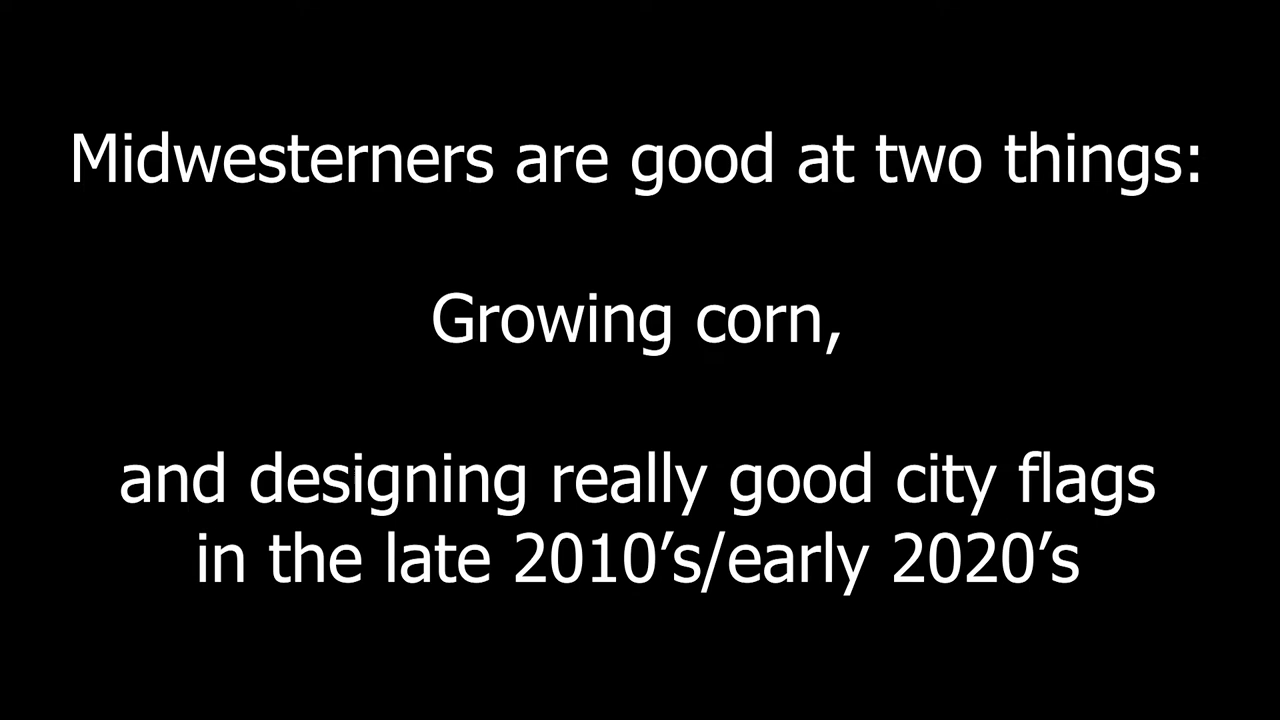 Midwesterners are good at two things:
Growing corn,
and designing really good city flags
in the late 2010’s/early 2020’s